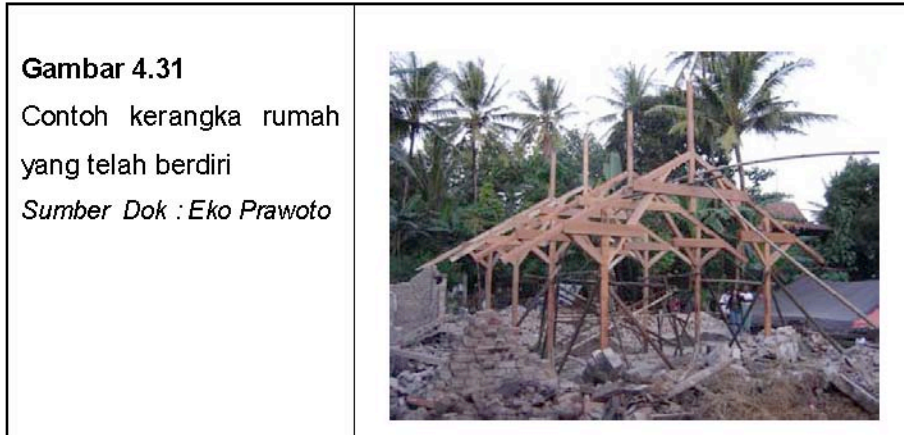 Gambar 4.31
Contoh kerangka rumah
yang telah berdiri
Sumber Dok : Eko Prawoto